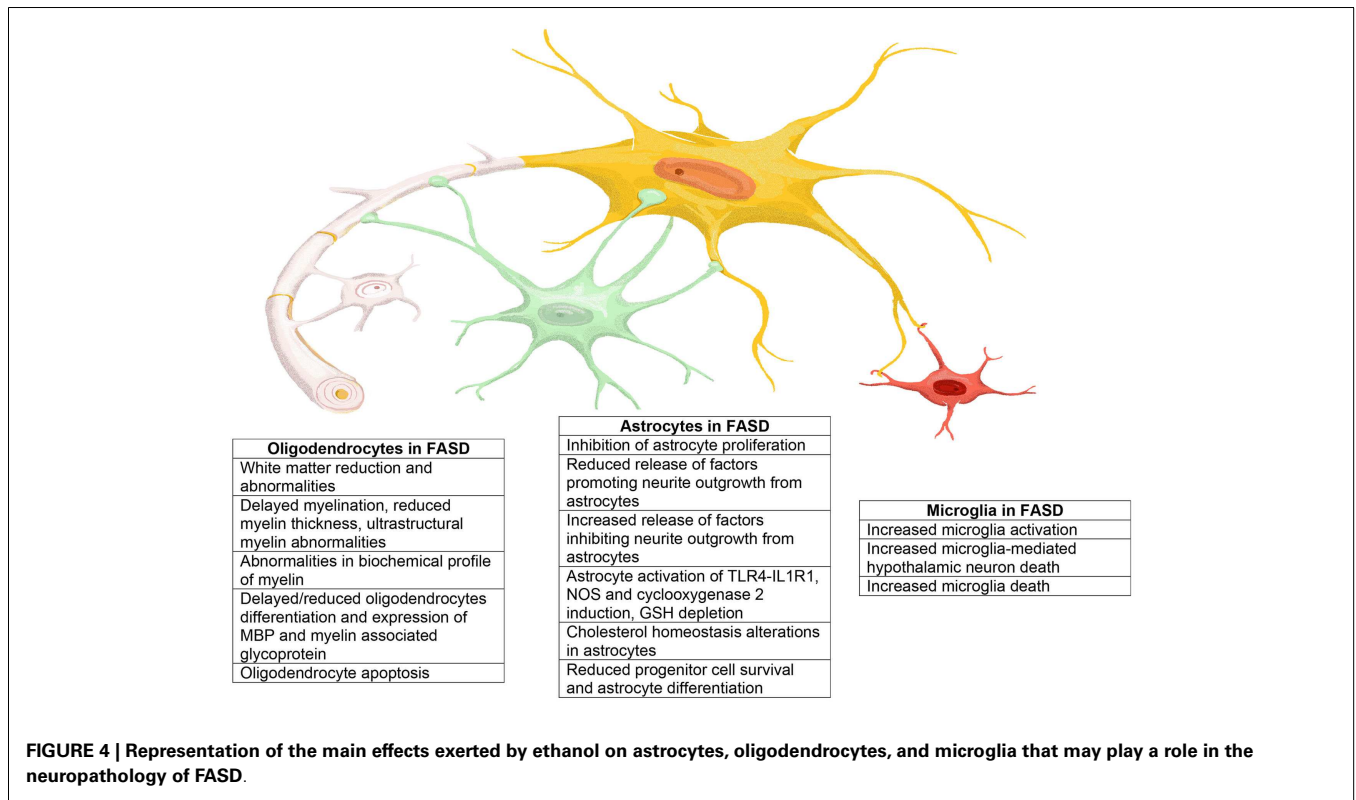 Oligodendrocytes in FASD
White matter reduction and
abnormalities
Delayed myelination, reduced
myelin thickness, ultrastructural
myelin abnormalities
Abnormalities in biochemical profile
of myelin
Delayed/reduced oligodendrocytes
differentiation and expression of
MBP and myelin associated
glycoprotein
Oligodendrocyte apoptosis
Astrocytes in FASD
Inhibition of astrocyte proliferation
Reduced release of factors
promoting neurite outgrowth from
astrocytes
Increased release of factors
inhibiting neurite outgrowth from
astrocytes
Astrocyte activation of TLR4-IL1R1,
NOS and cyclooxygenase 2
induction, GSH depletion
Cholesterol homeostasis alterations
in astrocytes
Reduced progenitor cell survival
and astrocyte differentiation
Microglia in FASD
Increased microglia activation
Increased microglia-mediated
hypothalamic neuron death
Increased microglia death
FIGURE 4 | Representation of the main effects exerted by ethanol on astrocytes, oligodendrocytes, and microglia that may play a role in the
neuropathology of FASD.